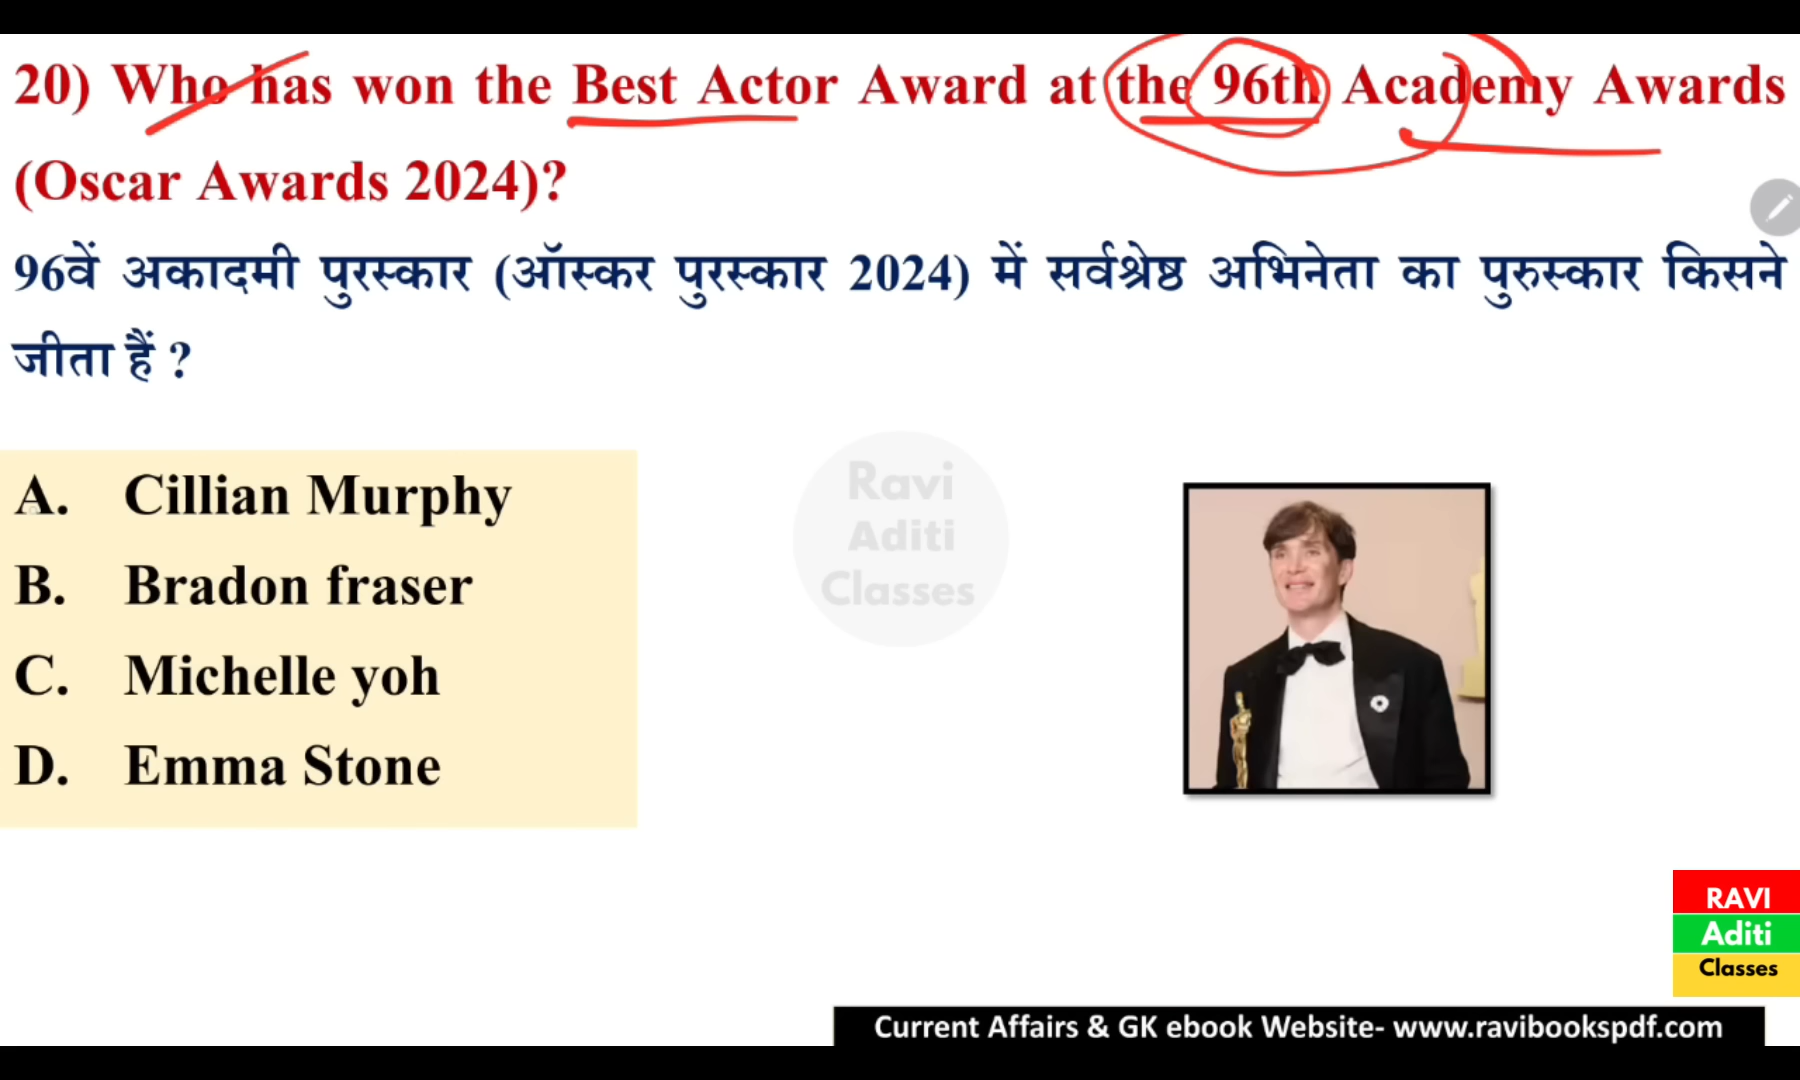 20) Who has won the Best Actor Award at the 96th Academy Awards
(Oscar Awards 2024)?
96वें अकादमी पुरस्कार (ऑस्कर पुरस्कार 2024) में सर्वश्रेष्ठ अभिनेता का पुरुस्कार किसने
जीता हैं ?
A. Cillian Murphy
B. Bradon fraser
C. Michelle yoh
D. Emma Stone
Ravi
Aditi
Classes
RAVI
Aditi
Classes
Current Affairs & GK ebook Website- www.ravibookspdf.com